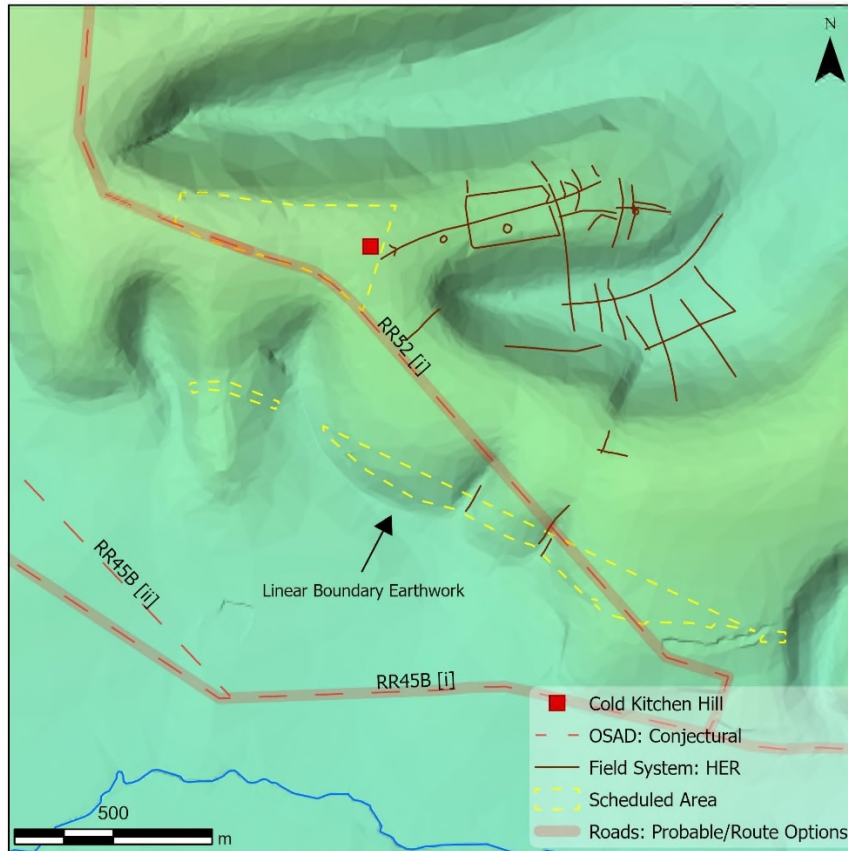 N
RR52 [i]
RR45B [ii]
Linear Boundary Earthwork
RR45B [i]
Cold Kitchen Hill
OSAD: Conjectural
Field System: HER
Scheduled Area
Roads: Probable/Route Options
500
m